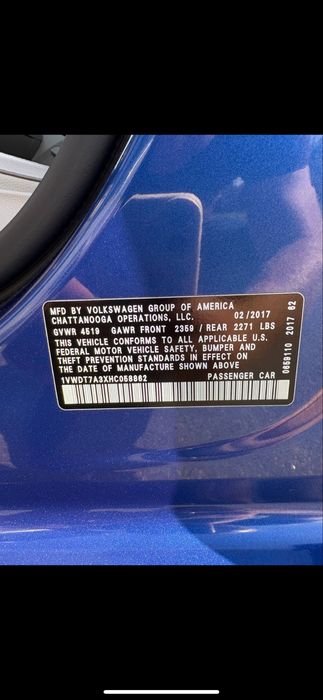 MFD BY VOLKSWAGEN GROUP OF AMERICA
CHATTANOOGA OPERATIONS, LLC. 02/2017
GVWR 4519 GAWR FRONT 2359 / REAR 2271 LBS
THIS VEHICLE CONFORMS TO ALL APPLICABLE U.S.
FEDERAL MOTOR VEHICLE SAFETY, BUMPER AND
THEFT PREVENTION STANDARDS IN EFFECT ON
THE DATE OF MANUFACTURE SHOWN ABOVE
1VWDT7A3XHC058862 PASSENGER CAR
0659110 2017 62